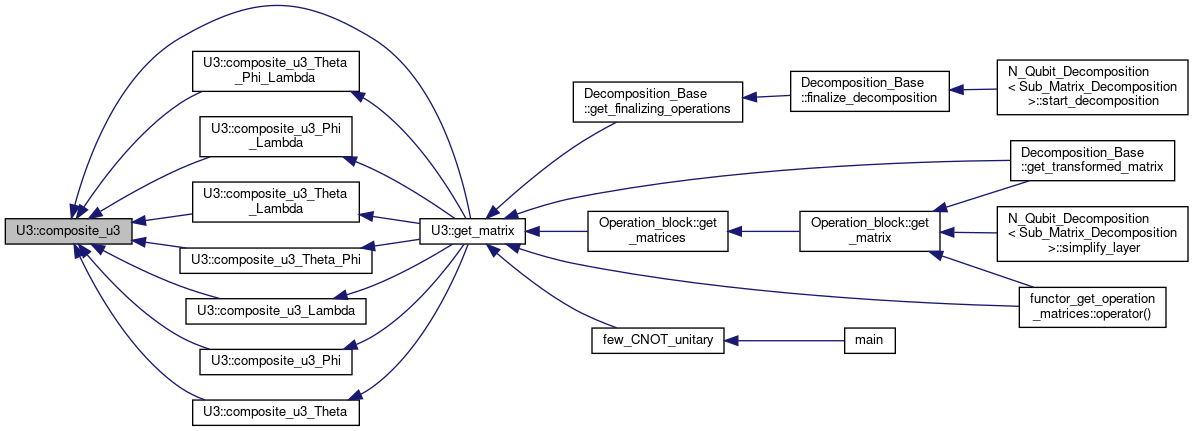 U3::composite_u3
U3::composite_u3_Theta
_Phi_Lambda
U3::composite_u3_Phi
_Lambda
U3::composite_u3_Theta
_Lambda
U3::composite_u3_Theta_Phi
U3::composite_u3_Lambda
U3::composite_u3_Phi
U3::composite_u3_Theta
U3::get_matrix
Decomposition_Base
::get_finalizing_operations
Decomposition_Base
::finalize_decomposition
N_Qubit_Decomposition
< Sub_Matrix_Decomposition
>::start_decomposition
Decomposition_Base
::get_transformed_matrix
Operation_block::get
_matrices
Operation_block::get
_matrix
N_Qubit_Decomposition
< Sub_Matrix_Decomposition
>::simplify_layer
functor_get_operation
_matrices::operator()
few_CNOT_unitary
main